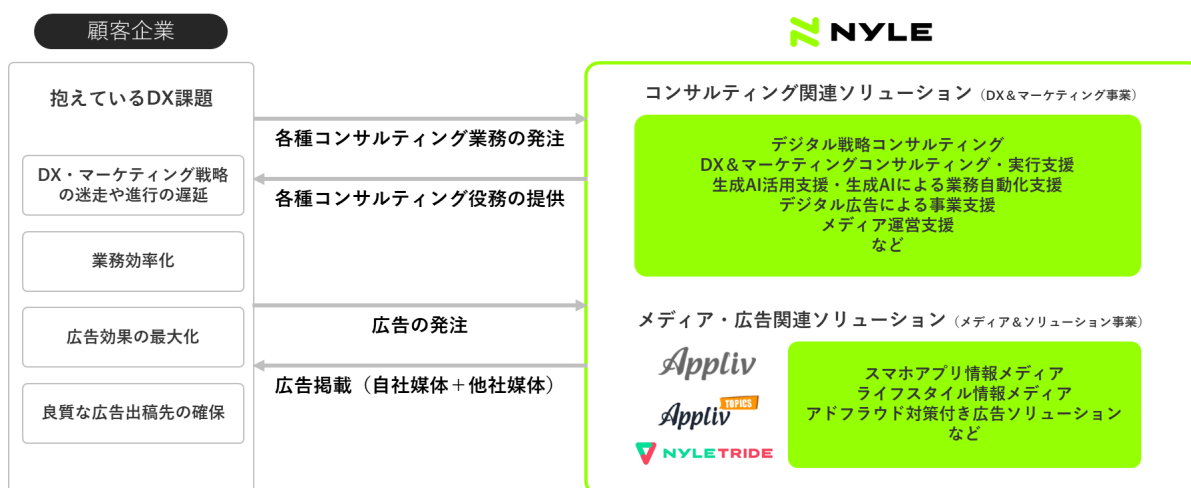 顧客企業
抱えているDX課題
DX・マーケティング戦略
の迷走や進行の遅延
業務効率化
広告効果の最大化
良質な広告出稿先の確保
各種コンサルティング業務の発注
各種コンサルティング役務の提供
広告の発注
広告掲載（自社媒体＋他社媒体）
NYLE
コンサルティング関連ソリューション（DX＆マーケティング事業）
デジタル戦略コンサルティング
DX＆マーケティングコンサルティング・実行支援
生成AI活用支援・生成AIによる業務自動化支援
デジタル広告による事業支援
メディア運営支援
など
メディア・広告関連ソリューション（メディア＆ソリューション事業）
Appliv
Appliv TOPICS
NYLETRIDE
スマホアプリ情報メディア
ライフスタイル情報メディア
アドフラウド対策付き広告ソリューション
など